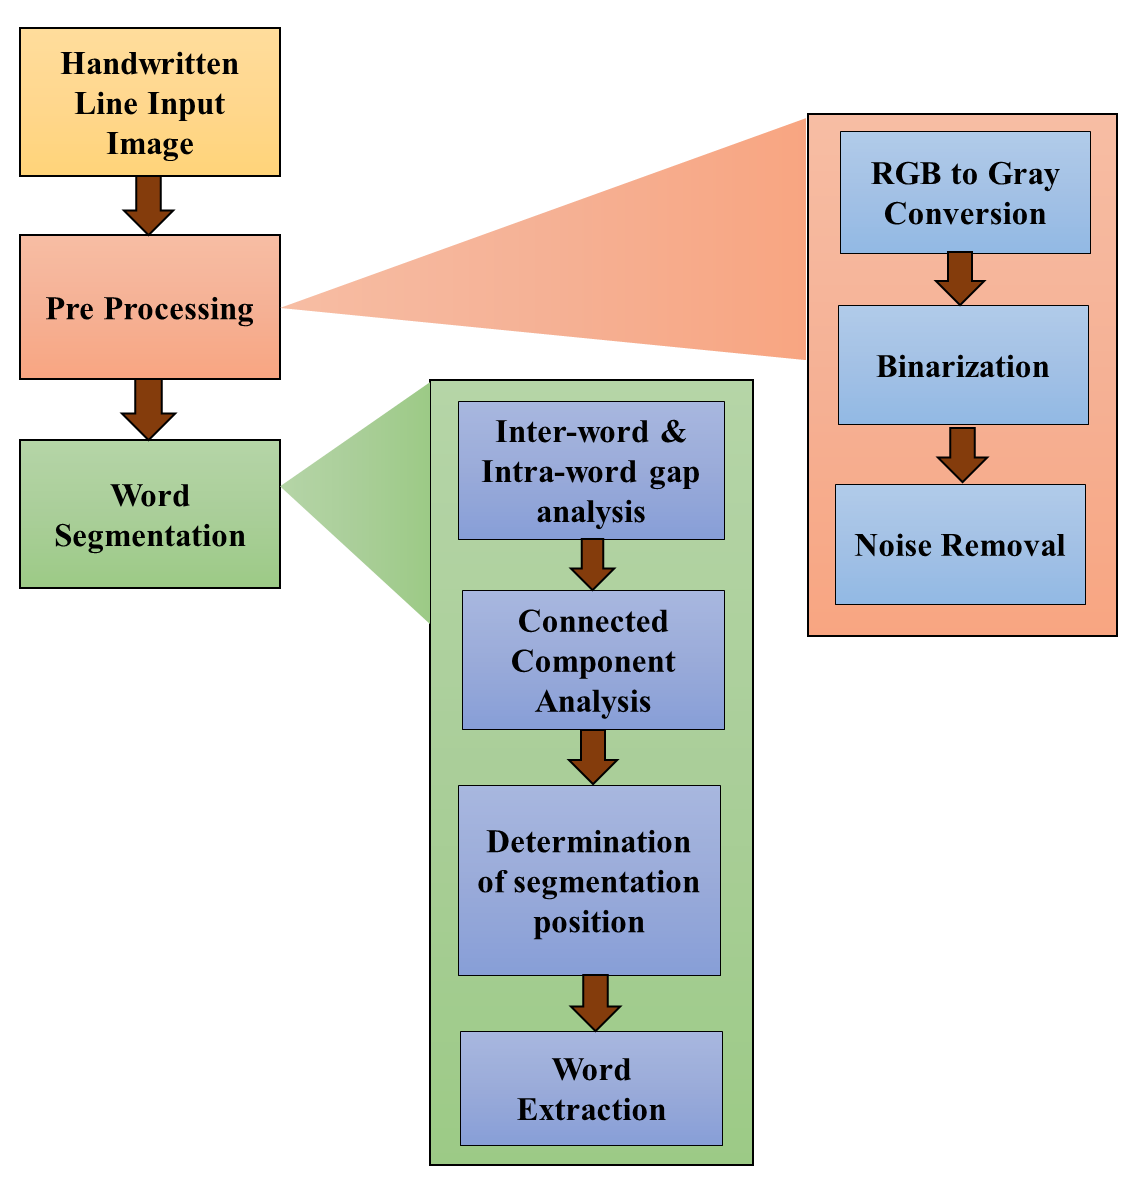 Handwritten
Line Input
Image
Pre Processing
Word
Segmentation
RGB to Gray
Conversion
Binarization
Noise Removal
Inter-word &
Intra-word gap
analysis
Connected
Component
Analysis
Determination
of segmentation
position
Word
Extraction